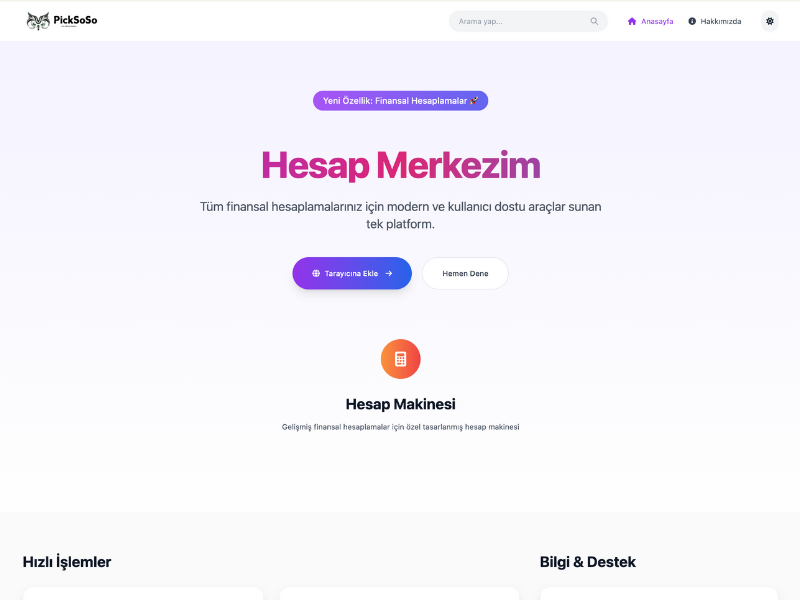 PickSoSo
Arama yap...
Anasayfa
Hakkımızda
Yeni Özellik: Finansal Hesaplamalar 🚀
Hesap Merkezim
Tüm finansal hesaplamalarınız için modern ve kullanıcı dostu araçlar sunan
tek platform.
Tarayıcına Ekle →
Hemen Dene
Hesap Makinesi
Gelişmiş finansal hesaplamalar için özel tasarlanmış hesap makinesi
Hızlı İşlemler
Bilgi & Destek